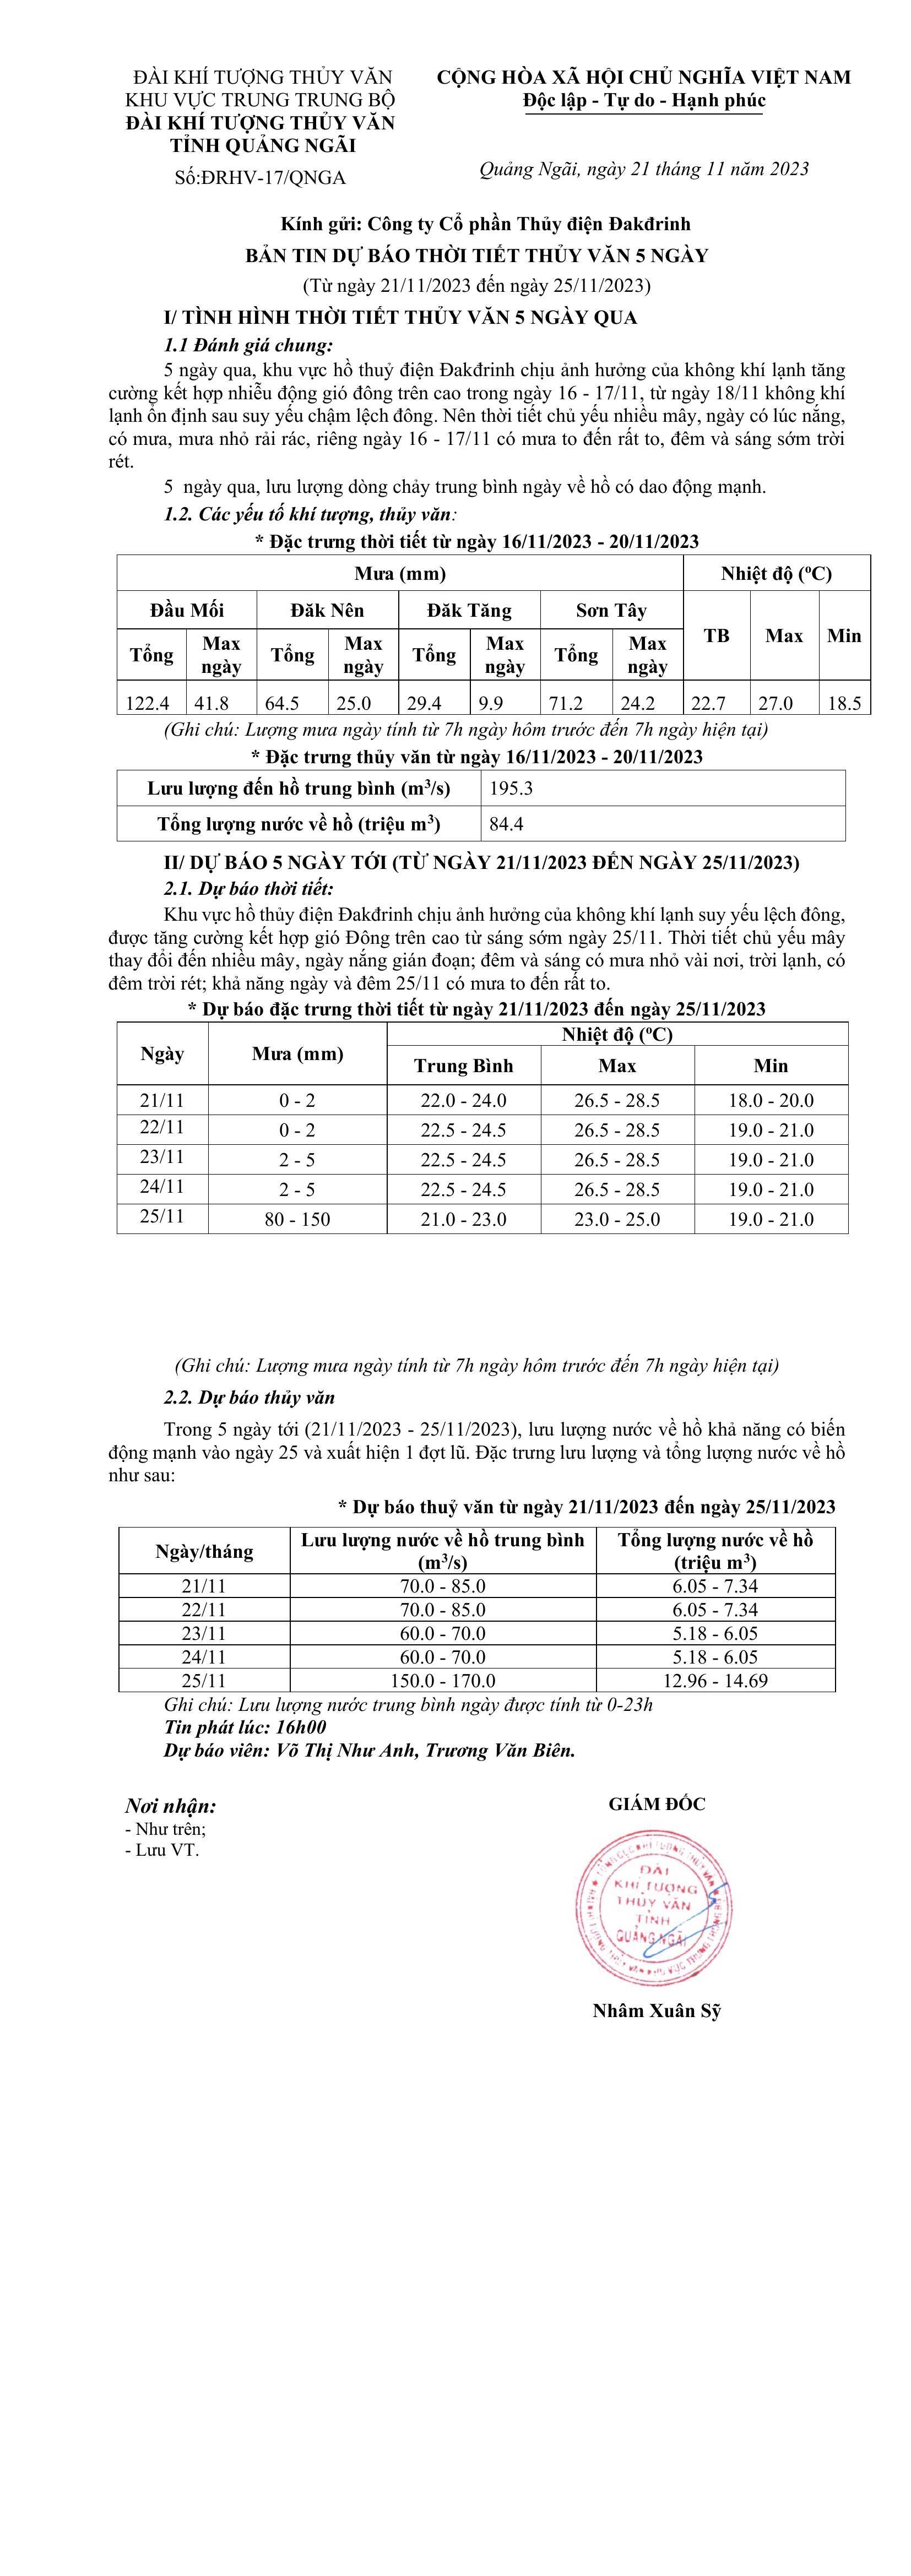 ĐÀI KHÍ TƯỢNG THỦY VĂN
KHU VỰC TRUNG TRUNG BỘ
ĐÀI KHÍ TƯỢNG THỦY VĂN
TỈNH QUẢNG NGÃI
Số:ĐRHV-17/QNGA
CỘNG HÒA XÃ HỘI CHỦ NGHĨA VIỆT NAM
Độc lập - Tự do - Hạnh phúc
Quảng Ngãi, ngày 21 tháng 11 năm 2023
Kính gửi: Công ty Cổ phần Thủy điện Đakđrinh
BẢN TIN DỰ BÁO THỜI TIẾT THỦY VĂN 5 NGÀY
(Từ ngày 21/11/2023 đến ngày 25/11/2023)
I/ TÌNH HÌNH THỜI TIẾT THỦY VĂN 5 NGÀY QUA
1.1 Đánh giá chung:
5 ngày qua, khu vực hồ thuỷ điện Đakđrinh chịu ảnh hưởng của không khí lạnh tăng
cường kết hợp nhiễu động gió đông trên cao trong ngày 16 - 17/11, từ ngày 18/11 không khí
lạnh ổn định sau suy yếu chậm lệch đông. Nên thời tiết chủ yếu nhiều mây, ngày có lúc nắng,
có mưa, mưa nhỏ rải rác, riêng ngày 16 - 17/11 có mưa to đến rất to, đêm và sáng sớm trời
rét.
5 ngày qua, lưu lượng dòng chảy trung bình ngày về hồ có dao động mạnh.
1.2. Các yếu tố khí tượng, thủy văn:
* Đặc trưng thời tiết từ ngày 16/11/2023 - 20/11/2023
Mưa (mm) Nhiệt độ (ºC)
Đầu Mối Đăk Nên Đăk Tăng Sơn Tây TB Max Min
Tổng Max ngày Tổng Max ngày Tổng Max ngày Tổng Max ngày
122.4 41.8 64.5 25.0 29.4 9.9 71.2 24.2 22.7 27.0 18.5
(Ghi chú: Lượng mưa ngày tính từ 7h ngày hôm trước đến 7h ngày hiện tại)
* Đặc trưng thủy văn từ ngày 16/11/2023 - 20/11/2023
Lưu lượng đến hồ trung bình (m³/s) 195.3
Tổng lượng nước về hồ (triệu m³) 84.4
II/ DỰ BÁO 5 NGÀY TỚI (TỪ NGÀY 21/11/2023 ĐẾN NGÀY 25/11/2023)
2.1. Dự báo thời tiết:
Khu vực hồ thủy điện Đakđrinh chịu ảnh hưởng của không khí lạnh suy yếu lệch đông,
được tăng cường kết hợp gió Đông trên cao từ sáng sớm ngày 25/11. Thời tiết chủ yếu mây
thay đổi đến nhiều mây, ngày nắng gián đoạn; đêm và sáng có mưa nhỏ vài nơi, trời lạnh, có
đêm trời rét; khả năng ngày và đêm 25/11 có mưa to đến rất to.
* Dự báo đặc trưng thời tiết từ ngày 21/11/2023 đến ngày 25/11/2023
Ngày Mưa (mm) Nhiệt độ (ºC)
Trung Bình Max Min
21/11 0 - 2 22.0 - 24.0 26.5 - 28.5 18.0 - 20.0
22/11 0 - 2 22.5 - 24.5 26.5 - 28.5 19.0 - 21.0
23/11 2 - 5 22.5 - 24.5 26.5 - 28.5 19.0 - 21.0
24/11 2 - 5 22.5 - 24.5 26.5 - 28.5 19.0 - 21.0
25/11 80 - 150 21.0 - 23.0 23.0 - 25.0 19.0 - 21.0
(Ghi chú: Lượng mưa ngày tính từ 7h ngày hôm trước đến 7h ngày hiện tại)
2.2. Dự báo thủy văn
Trong 5 ngày tới (21/11/2023 - 25/11/2023), lưu lượng nước về hồ khả năng có biến
động mạnh vào ngày 25 và xuất hiện 1 đợt lũ. Đặc trưng lưu lượng và tổng lượng nước về hồ
như sau:
* Dự báo thuỷ văn từ ngày 21/11/2023 đến ngày 25/11/2023
Ngày/tháng Lưu lượng nước về hồ trung bình (m³/s) Tổng lượng nước về hồ (triệu m³)
21/11 70.0 - 85.0 6.05 - 7.34
22/11 70.0 - 85.0 6.05 - 7.34
23/11 60.0 - 70.0 5.18 - 6.05
24/11 60.0 - 70.0 5.18 - 6.05
25/11 150.0 - 170.0 12.96 - 14.69
Ghi chú: Lưu lượng nước trung bình ngày được tính từ 0-23h
Tin phát lúc: 16h00
Dự báo viên: Võ Thị Như Anh, Trương Văn Biên.
Nơi nhận:
- Như trên;
- Lưu VT.
GIÁM ĐỐC
ĐÀI
KHÍ TƯỢNG
THỦY VĂN
TỈNH
QUẢNG NGÃI
Nhâm Xuân Sỹ